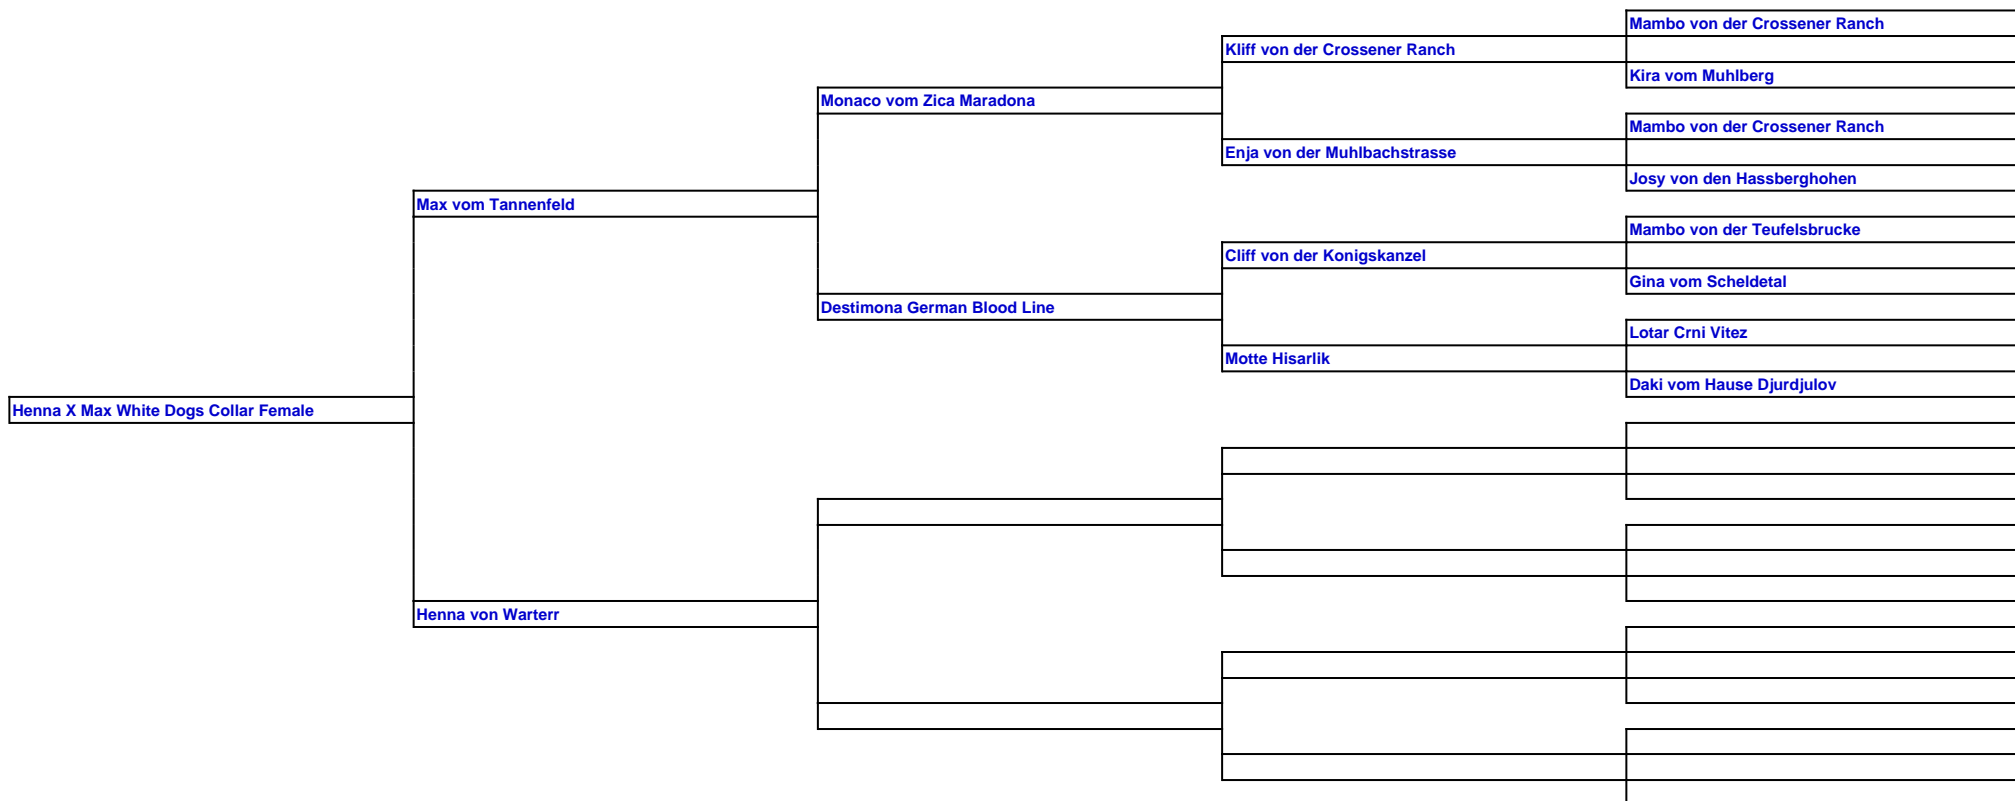 Mambo von der Crossener Ranch
Kliff von der Crossener Ranch
Kira vom Muhlberg
Monaco vom Zica Maradona
Mambo von der Crossener Ranch
Enja von der Muhlbachstrasse
Josy von den Hassberghohen
Max vom Tannenfeld
Mambo von der Teufelsbrucke
Cliff von der Konigskanzel
Gina vom Scheldetal
Destimona German Blood Line
Lotar Crni Vitez
Motte Hisarlik
Daki vom Hause Djurdjulov
Henna X Max White Dogs Collar Female
Henna von Warterr